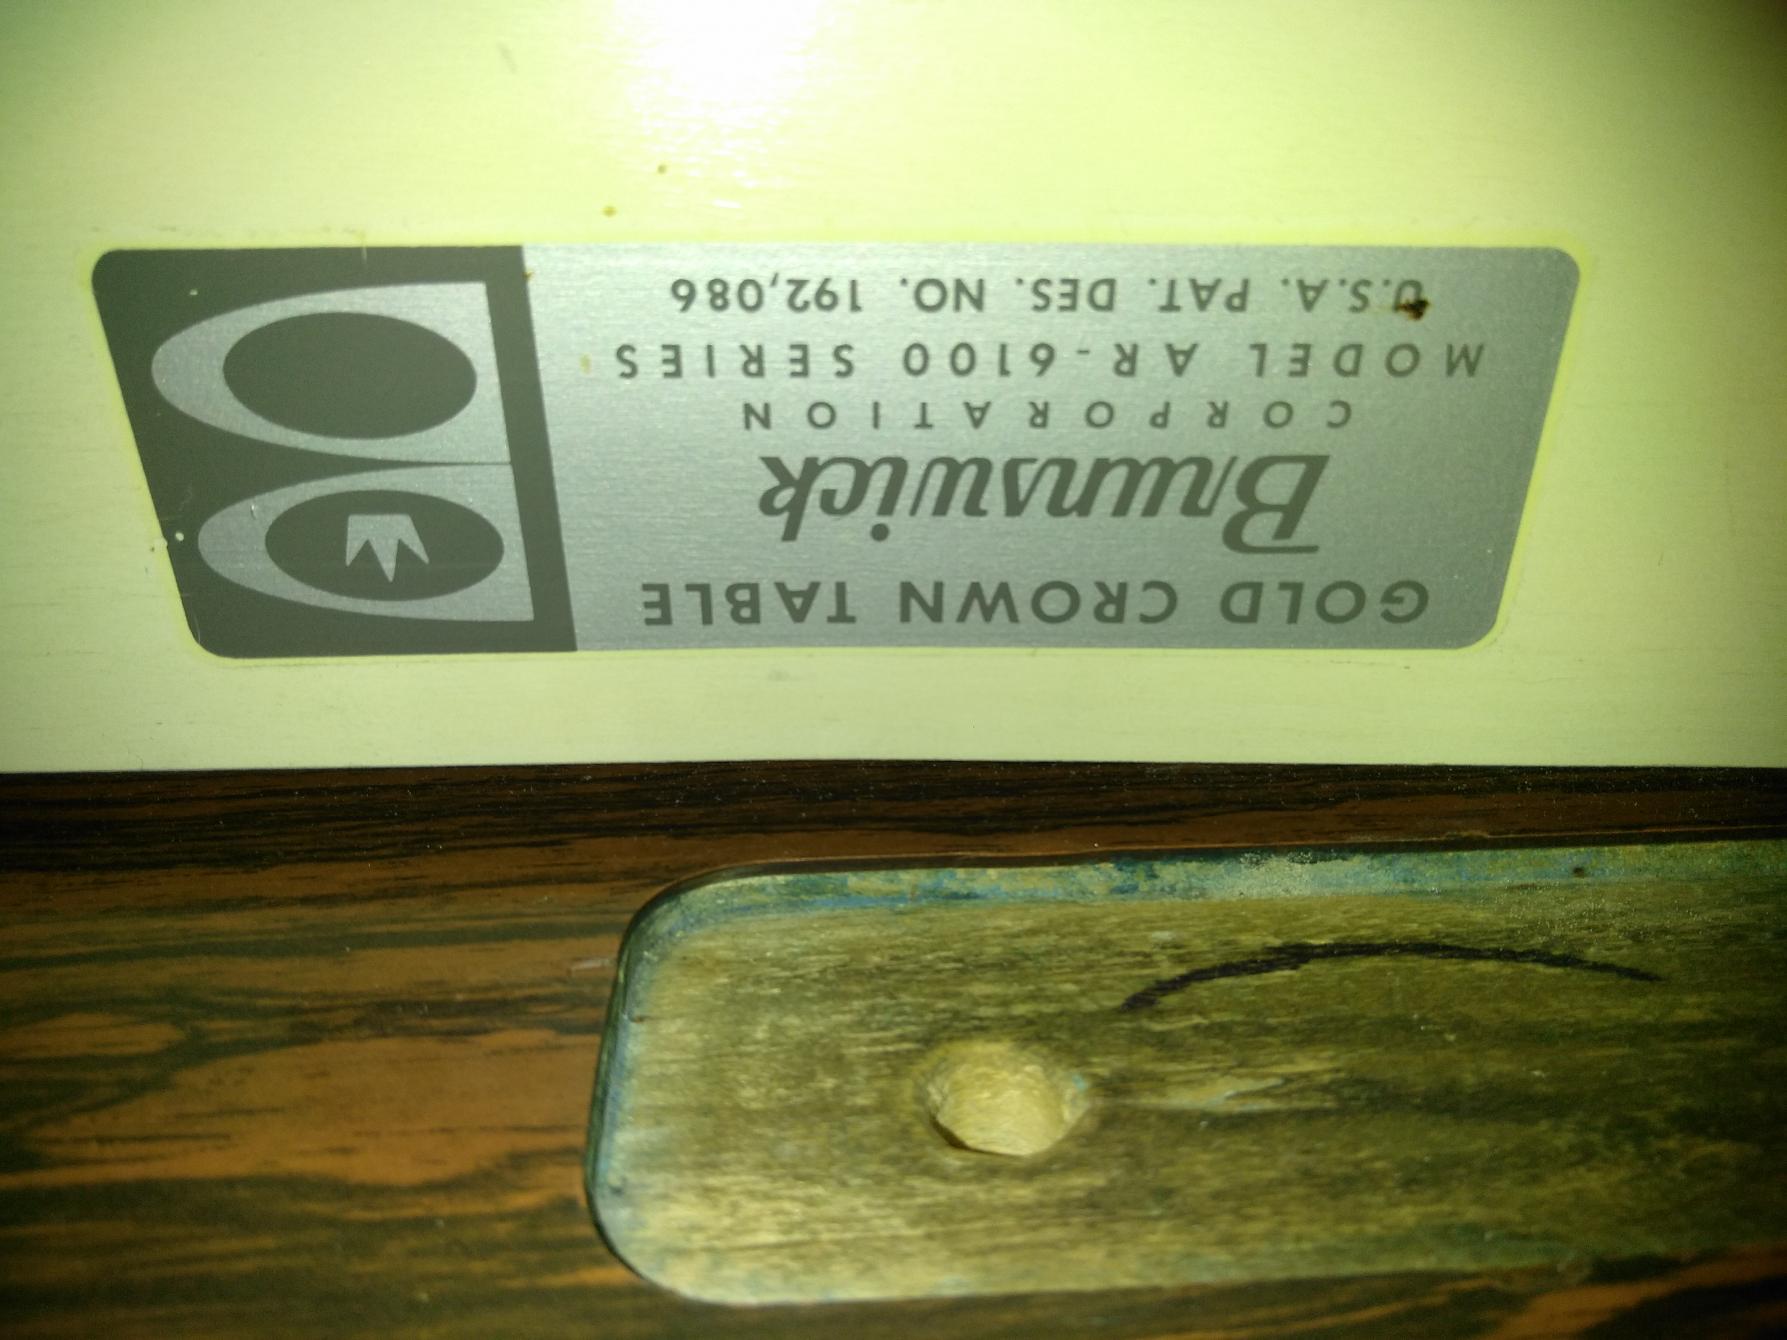 GOLD CROWN TABLE
Brunswick
CORPORATION
MODEL AR-6100 SERIES
U.S.A. PAT. DES. NO. 192,086